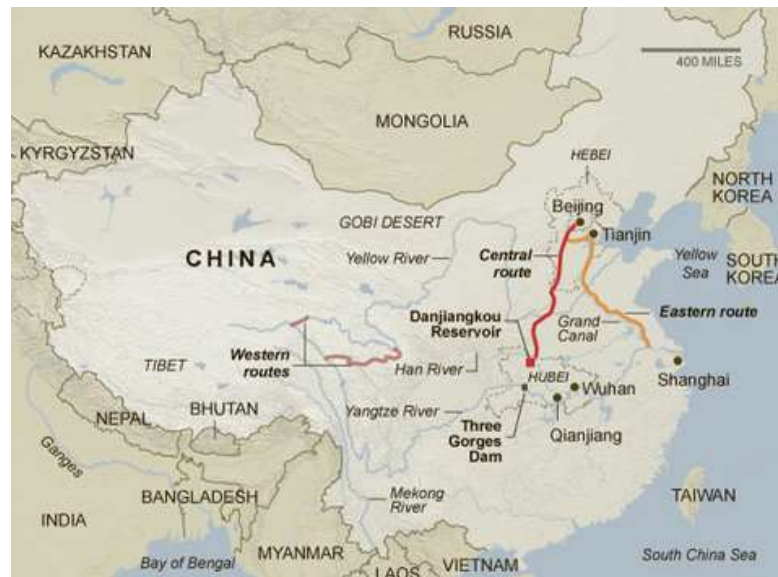 RUSSIA
KAZAKHSTAN
400 MILES
MONGOLIA
KYRGYZSTAN
HEBEI
NORTH
KOREA
Beijing
GOBI DESERT
Tianjin
CHINA
Yellow River
Central
route
Yellow
Sea
SOUTH
KOREA
Danjiangkou
Reservoir
Grand
Canal
Eastern route
TIBET
Western
routes
Han River
HUBEI
Wuhan
Shanghai
NEPAL
BHUTAN
Yangtze River
Three
Gorges
Dam
Qianjiang
Ganges
BANGLADESH
Mekong
River
TAIWAN
INDIA
Bay of Bengal
MYANMAR
LAOS
VIETNAM
South China Sea